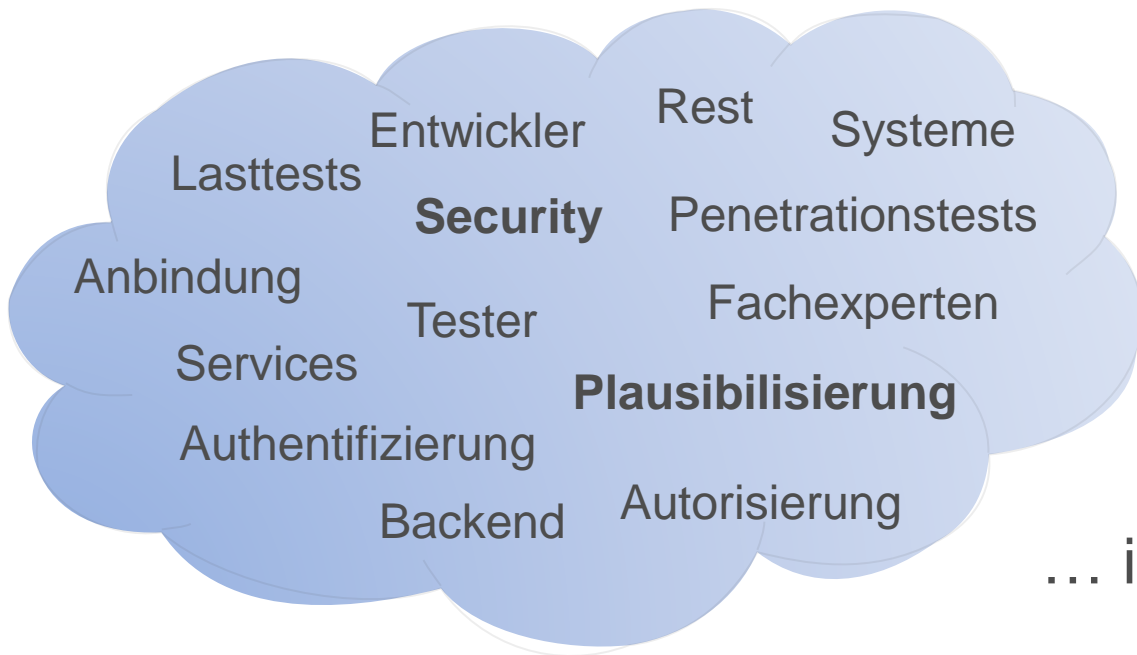 Rest
Entwickler
Systeme
Lasttests
Security
Penetrationstests
Anbindung
Fachexperten
Tester
Services
Plausibilisierung
Authentifizierung
Autorisierung
Backend
… i